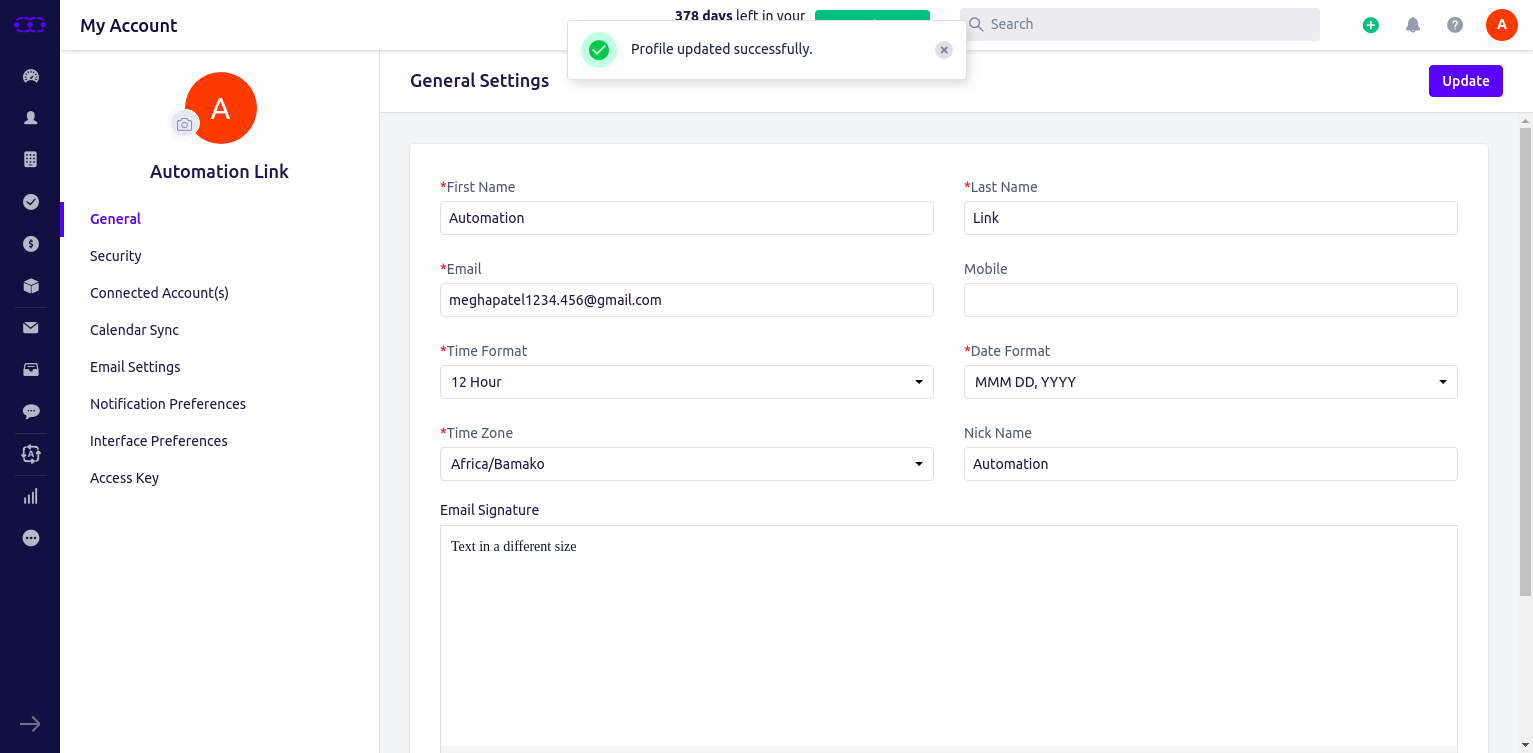 My Account
378 days left in your
Profile updated successfully.
Search
A
A
Automation Link
General
Security
Connected Account(s)
Calendar Sync
Email Settings
Notification Preferences
Interface Preferences
Access Key
General Settings
Update
*First Name
*Last Name
Automation
Link
*Email
Mobile
meghapatel1234.456@gmail.com
*Time Format
*Date Format
12 Hour
MMM DD, YYYY
*Time Zone
Nick Name
Africa/Bamako
Automation
Email Signature
Text in a different size